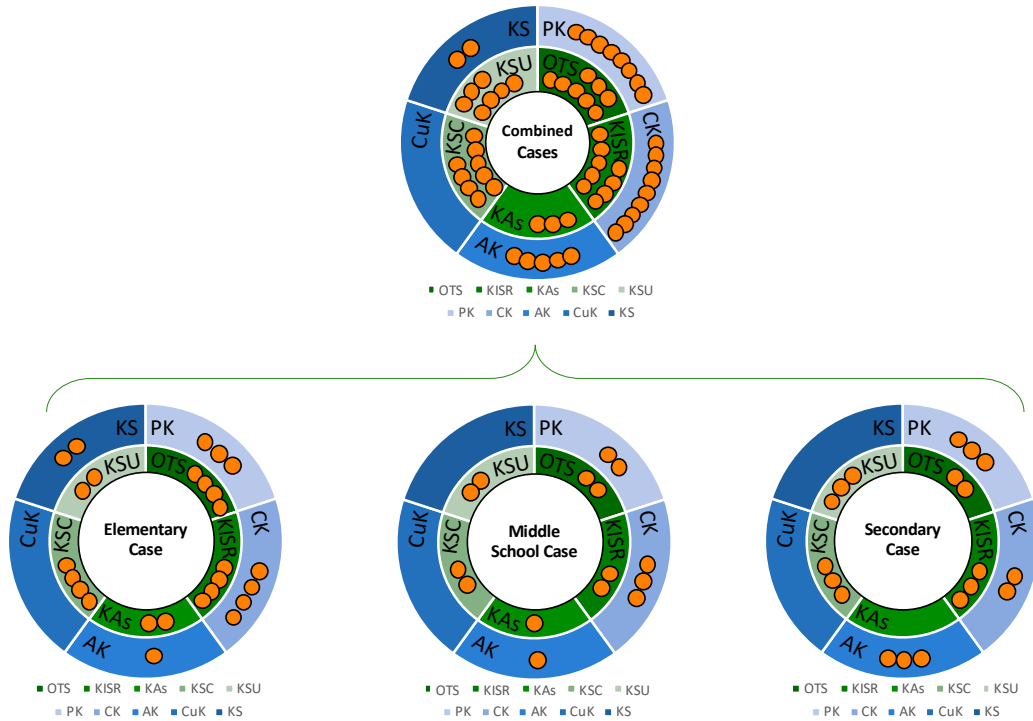 KS PK
KSU OTS
CuK CK
KSC KISR
Combined
Cases
KAs
AK
OTS KISR KAs KSC KSU
PK CK AK CuK KS
KS PK
KSU OTS
CuK CK
KSC KISR
Elementary
Case
KAs
AK
OTS KISR KAs KSC KSU
PK CK AK CuK KS
KS PK
KSU OTS
CuK CK
KSC KISR
Middle
School Case
KAs
AK
OTS KISR KAs KSC KSU
PK CK AK CuK KS
KS PK
KSU OTS
CuK CK
KSC KISR
Secondary
Case
KAs
AK
OTS KISR KAs KSC KSU
PK CK AK CuK KS